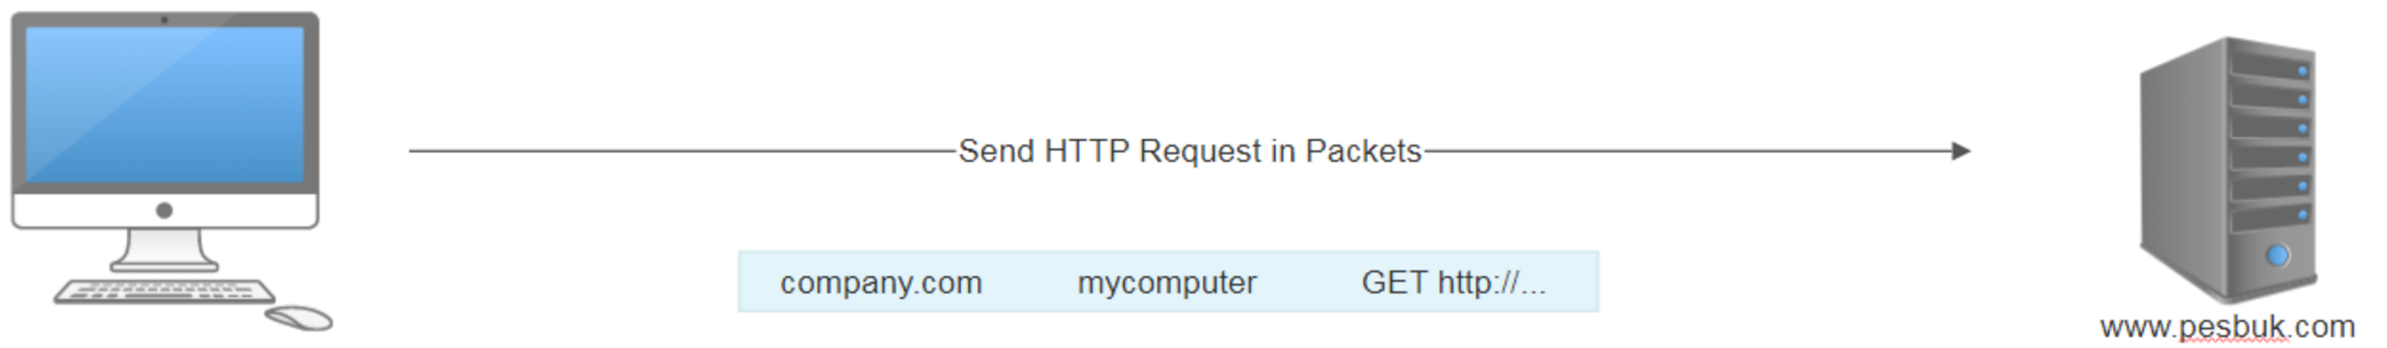 Send HTTP Request in Packets
company.com mycomputer GET http://...
www.pesbuk.com